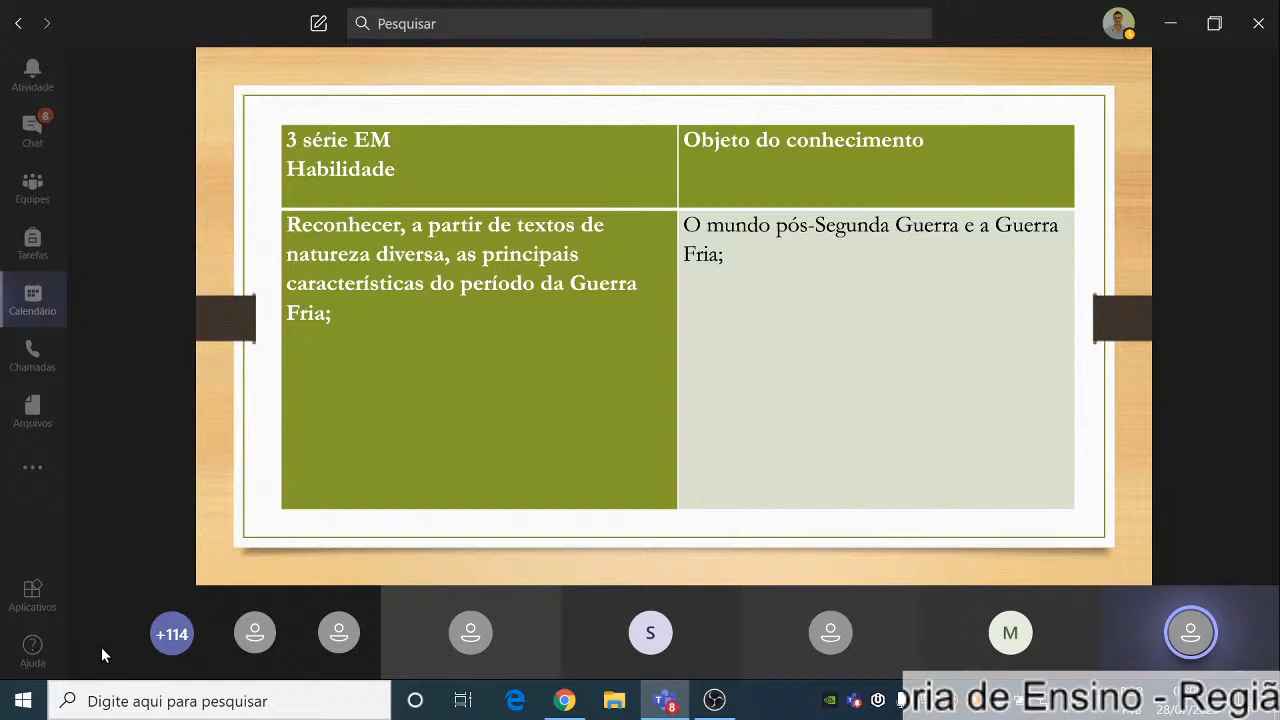 Pesquisar
Atividade
8
Chat
Equipes
Tarefas
Calendário
Chamadas
Arquivos
Aplicativos
Ajuda
3 série EM
Habilidade
Objeto do conhecimento
Reconhecer, a partir de textos de
natureza diversa, as principais
características do período da Guerra
Fria;
O mundo pós-Segunda Guerra e a Guerra
Fria;
+114
S
M
Digite aqui para pesquisar
8
oria de Ensino - Regiã